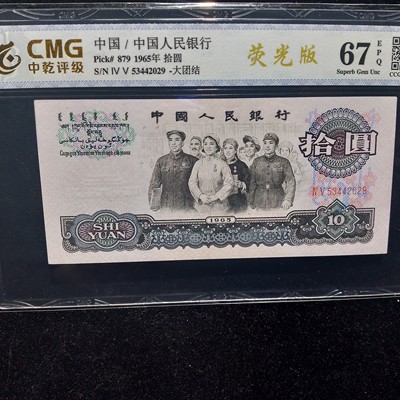 CMG
中乾评级
中国 / 中国人民银行
Pick# 879 1965年 拾圆
S/N IV V 53442029 -大团结
荧光版
67 EPQ
Superb Gem Unc
CCG
中國人民銀行
拾圓
1965
SHI
YUAN
10